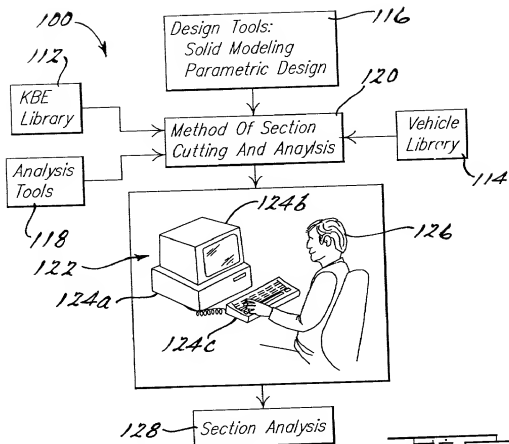 100
112
KBE
Library
Design Tools:
Solid Modeling
Parametric Design
116
120
Method Of Section
Cutting And Anaylsis
Vehicle
Library
114
Analysis
Tools
118
122
124b
126
124a
124c
128
Section Analysis